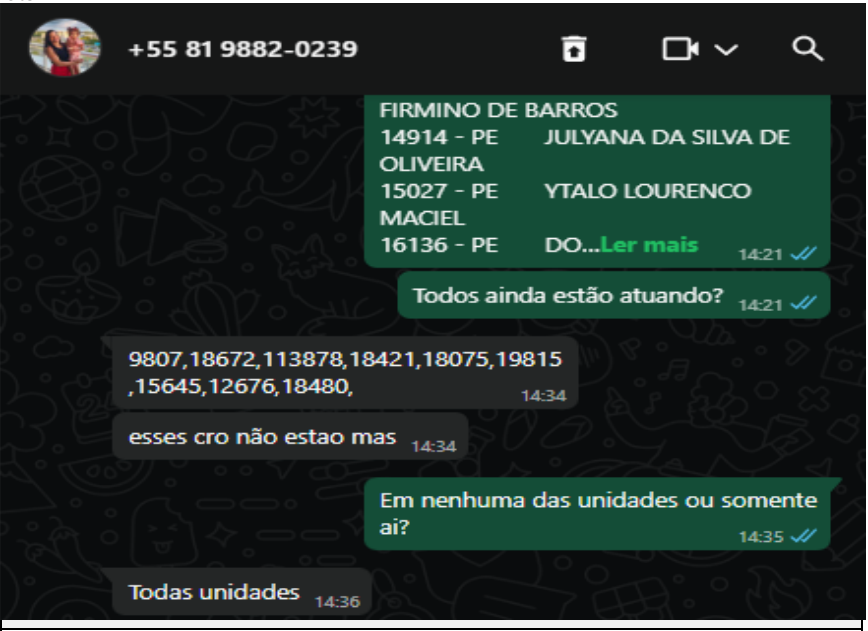 +55 81 9882-0239
FIRMINO DE BARROS
14914 - PE JULYANA DA SILVA DE
OLIVEIRA
15027 - PE YTALO LOURENCO
MACIEL
16136 - PE DO...Ler mais 14:21
Todos ainda estão atuando? 14:21
9807,18672,113878,18421,18075,19815
,15645,12676,18480, 14:34
esses cro não estao mas 14:34
Em nenhuma das unidades ou somente
ai? 14:35
Todas unidades 14:36